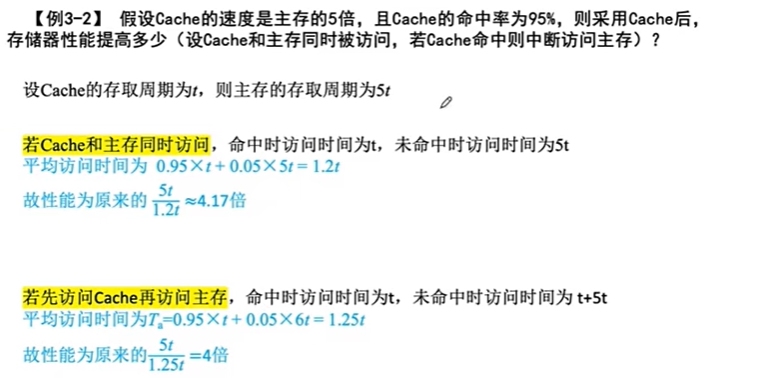 【例3-2】 假设Cache的速度是主存的5倍，且Cache的命中率为95%，则采用Cache后，
存储器性能提高多少（设Cache和主存同时被访问，若Cache命中则中断访问主存）？
设Cache的存取周期为t，则主存的存取周期为5t
若Cache和主存同时访问，命中时访问时间为t，未命中时访问时间为5t
平均访问时间为 0.95×t + 0.05×5t = 1.2t
故性能为原来的 5t/1.2t ≈4.17倍
若先访问Cache再访问主存，命中时访问时间为t，未命中时访问时间为 t+5t
平均访问时间为Ta=0.95×t + 0.05×6t = 1.25t
故性能为原来的 5t/1.25t =4倍